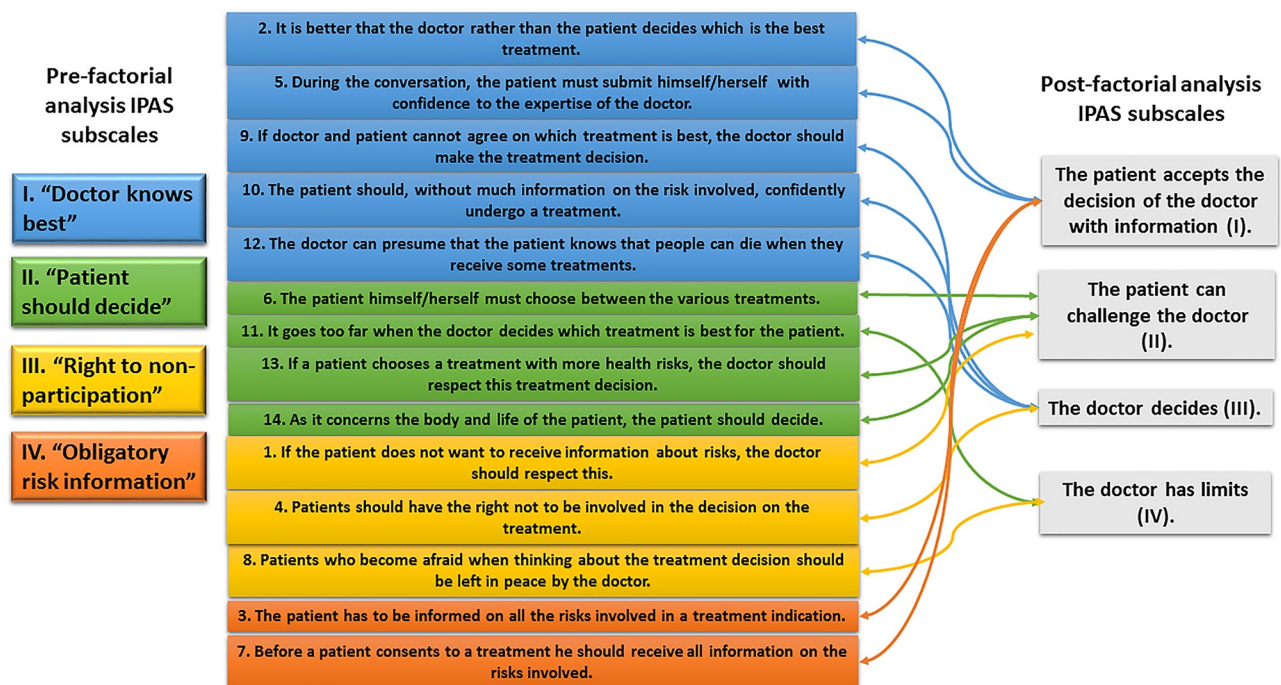 Pre-factorial
analysis IPAS
subscales
I. “Doctor knows
best”
II. “Patient
should decide”
III. “Right to non-
participation”
IV. “Obligatory
risk information”
2. It is better that the doctor rather than the patient decides which is the best
treatment.
5. During the conversation, the patient must submit himself/herself with
confidence to the expertise of the doctor.
9. If doctor and patient cannot agree on which treatment is best, the doctor should
make the treatment decision.
10. The patient should, without much information on the risk involved, confidently
undergo a treatment.
12. The doctor can presume that the patient knows that people can die when they
receive some treatments.
6. The patient himself/herself must choose between the various treatments.
11. It goes too far when the doctor decides which treatment is best for the patient.
13. If a patient chooses a treatment with more health risks, the doctor should
respect this treatment decision.
14. As it concerns the body and life of the patient, the patient should decide.
1. If the patient does not want to receive information about risks, the doctor
should respect this.
4. Patients should have the right not to be involved in the decision on the
treatment.
8. Patients who become afraid when thinking about the treatment decision should
be left in peace by the doctor.
3. The patient has to be informed on all the risks involved in a treatment indication.
7. Before a patient consents to a treatment he should receive all information on the
risks involved.
Post-factorial analysis
IPAS subscales
The patient accepts the
decision of the doctor
with information (I).
The patient can
challenge the doctor
(II).
The doctor decides (III).
The doctor has limits
(IV).